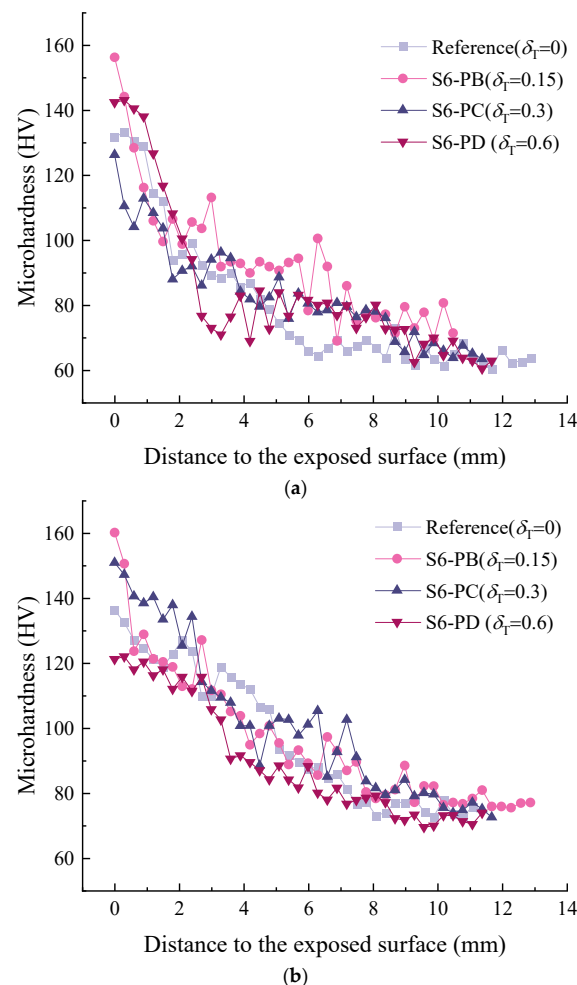 160
140
120
100
80
60
Microhardness (HV)
Reference(δT=0)
S6-PB(δT=0.15)
S6-PC(δT=0.3)
S6-PD (δT=0.6)
0 2 4 6 8 10 12 14
Distance to the exposed surface (mm)
(a)
160
140
120
100
80
60
Microhardness (HV)
Reference(δT=0)
S6-PB(δT=0.15)
S6-PC(δT=0.3)
S6-PD (δT=0.6)
0 2 4 6 8 10 12 14
Distance to the exposed surface (mm)
(b)